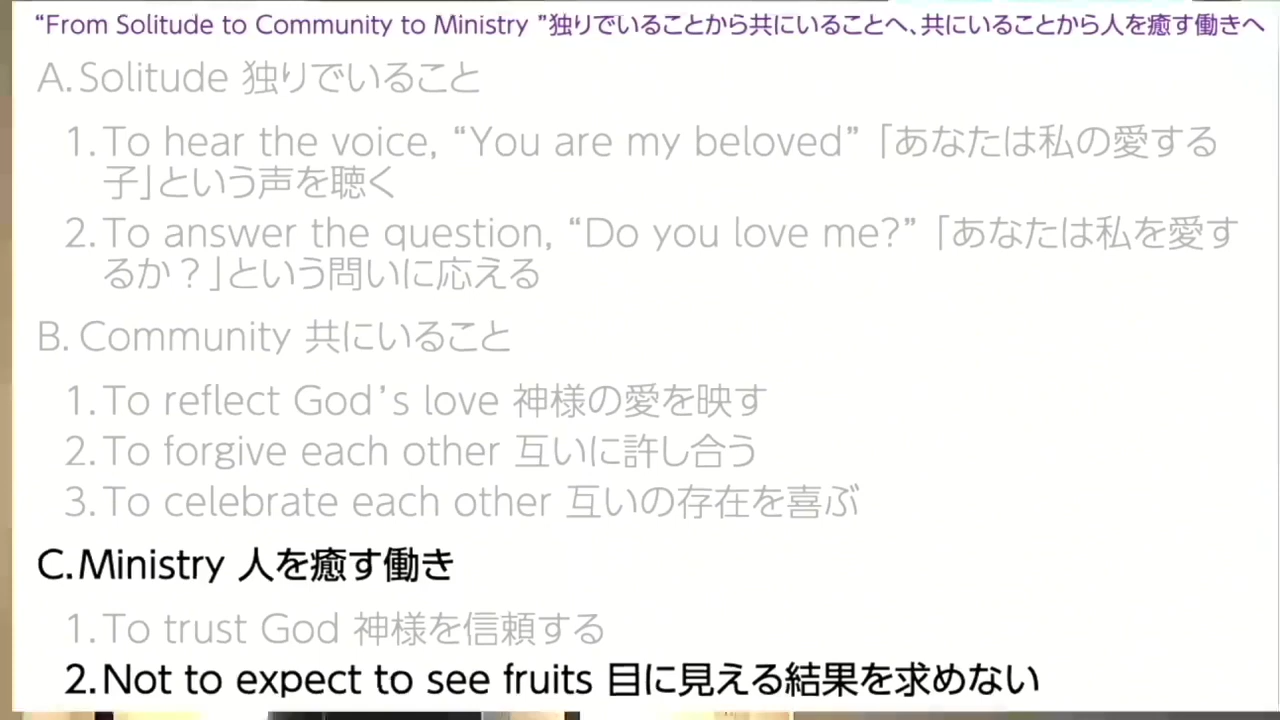 “From Solitude to Community to Ministry ”独りでいることから共にいることへ、共にいることから人を癒す働きへ
A. Solitude 独りでいること
1. To hear the voice, “You are my beloved” 「あなたは私の愛する
子」という声を聴く
2. To answer the question, “Do you love me?” 「あなたは私を愛す
るか？」という問いに応える
B. Community 共にいること
1. To reflect God’s love 神様の愛を映す
2. To forgive each other 互いに許し合う
3. To celebrate each other 互いの存在を喜ぶ
C. Ministry 人を癒す働き
1. To trust God 神様を信頼する
2. Not to expect to see fruits 目に見える結果を求めない